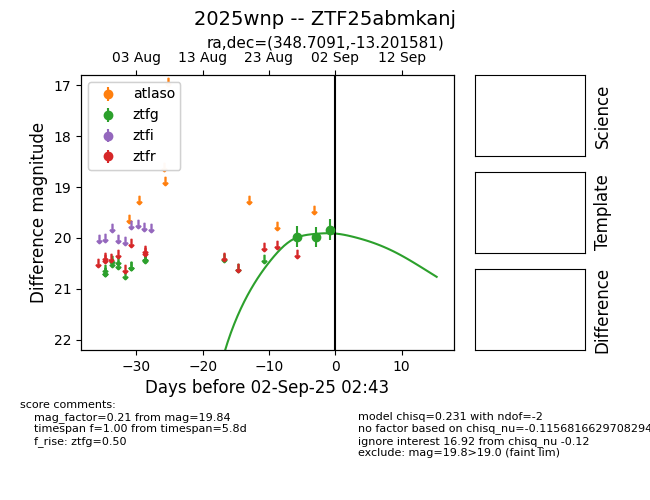 2025wnp -- ZTF25abmkanj
ra,dec=(348.7091,-13.201581)
03 Aug 13 Aug 23 Aug 02 Sep 12 Sep
atlaso
ztfg
ztfi
ztfr
17
18
19
20
21
22
Difference magnitude
−30 −20 −10 0 10
Days before 02-Sep-25 02:43
Science
Template
Difference
score comments:
mag_factor=0.21 from mag=19.84
timespan f=1.00 from timespan=5.8d
f_rise: ztfg=0.50
model chisq=0.231 with ndof=-2
no factor based on chisq_nu=-0.1156816629708294
ignore interest 16.92 from chisq_nu -0.12
exclude: mag=19.8>19.0 (faint lim)